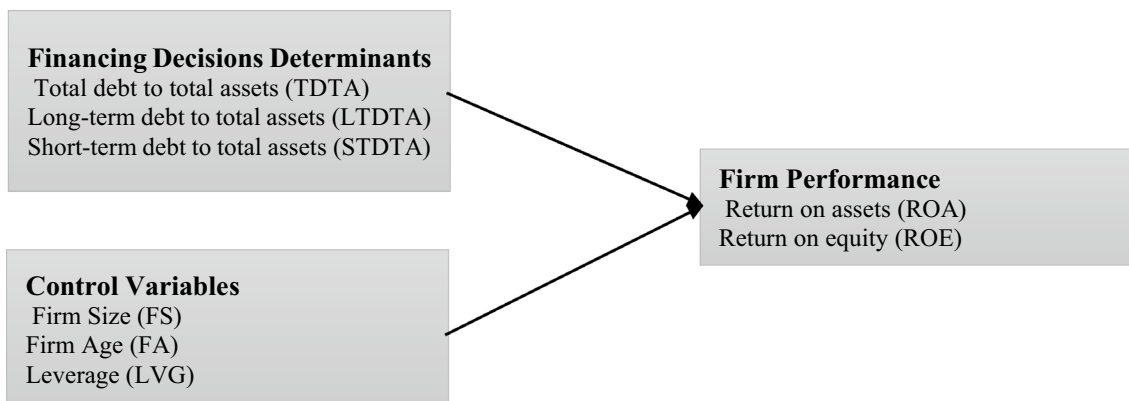 Financing Decisions Determinants
Total debt to total assets (TDTA)
Long-term debt to total assets (LTDTA)
Short-term debt to total assets (STDTA)
Firm Performance
Return on assets (ROA)
Return on equity (ROE)
Control Variables
Firm Size (FS)
Firm Age (FA)
Leverage (LVG)